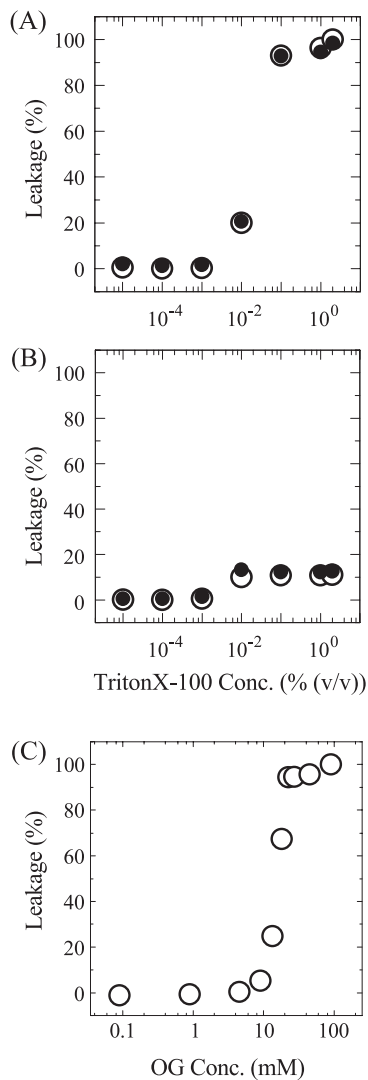 (A)
100
80
60
40
20
0
Leakage (%)
10⁻⁴ 10⁻² 10⁰
(B)
100
80
60
40
20
0
Leakage (%)
10⁻⁴ 10⁻² 10⁰
TritonX-100 Conc. (% (v/v))
(C)
100
80
60
40
20
0
Leakage (%)
0.1 1 10 100
OG Conc. (mM)